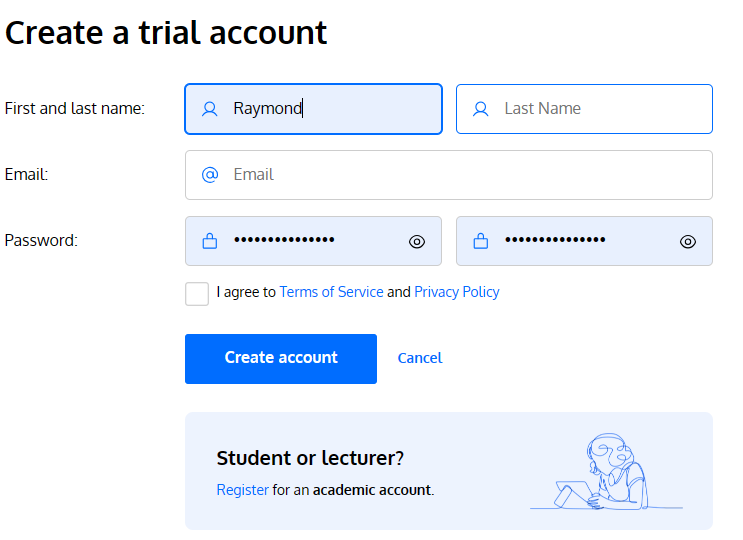 Create a trial account
First and last name: Raymond Last Name
Email: Email
Password: ••••••••••••••• •••••••••••••••
I agree to Terms of Service and Privacy Policy
Create account Cancel
Student or lecturer?
Register for an academic account.